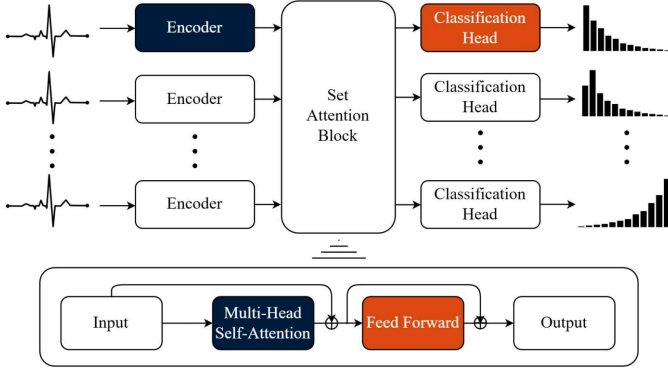 Encoder
Classification
Head
Encoder
Set
Attention
Block
Classification
Head
Encoder
Classification
Head
Input
Multi-Head
Self-Attention
Feed Forward
Output